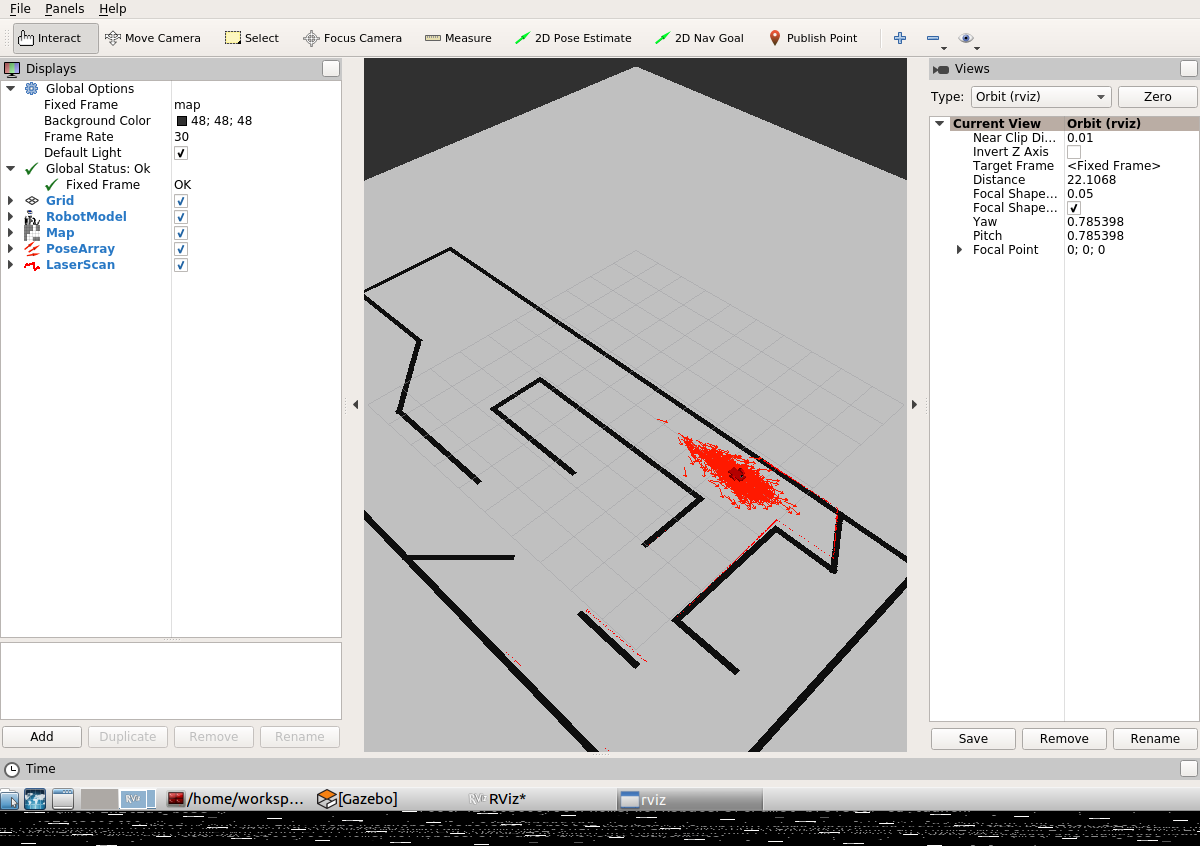 File Panels Help
Interact Move Camera Select Focus Camera Measure 2D Pose Estimate 2D Nav Goal Publish Point
Displays
Global Options
Fixed Frame map
Background Color 48; 48; 48
Frame Rate 30
Default Light
Global Status: Ok
Fixed Frame OK
Grid
RobotModel
Map
PoseArray
LaserScan
Add Duplicate Remove Rename
Views
Type: Orbit (rviz) Zero
Current View Orbit (rviz)
Near Clip Di... 0.01
Invert Z Axis
Target Frame <Fixed Frame>
Distance 22.1068
Focal Shape... 0.05
Focal Shape...
Yaw 0.785398
Pitch 0.785398
Focal Point 0; 0; 0
Save Remove Rename
Time
RViz /home/worksp... [Gazebo] RViz RViz* rviz